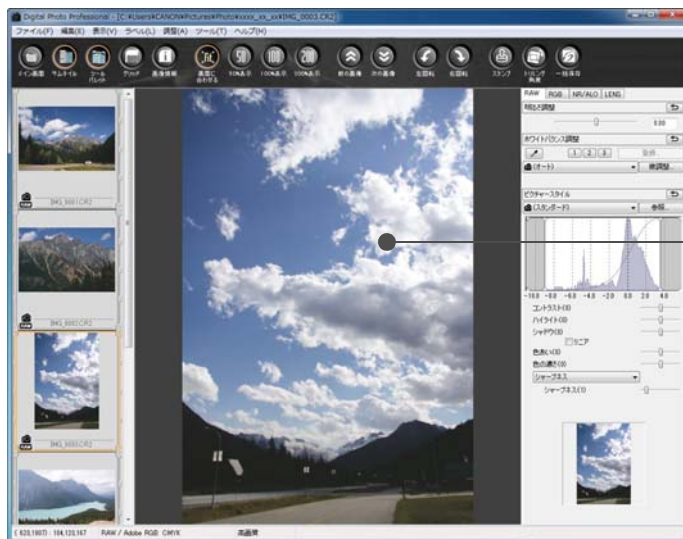 Digital Photo Professional - [C:¥Users¥CANON¥Pictures¥Photo¥xxxx_xx_xx¥IMG_0003.CR2]
ファイル(F) 編集(E) 表示(V) ラベル(L) 調整(A) ツール(T) ヘルプ(H)
50 100 200
メイン画面 サムネイル ツールパレット グリッド 画像情報 画面に合わせる 50%表示 100%表示 200%表示 前の画像 次の画像 左回転 右回転 スタンプ トリミング角度 一括保存
RAW RGB NR/ALO LENS
明るさ調整
0.00
ホワイトバランス調整
1 2 3 登録...
(オート) 微調整...
ピクチャースタイル
(スタンダード) 参照...
-10.0 -8.0 -6.0 -4.0 -2.0 0.0 2.0 4.0
コントラスト(0)
ハイライト(0)
シャドウ(0)
リニア
色あい(0)
色の濃さ(0)
シャープネス
シャープネス(3)
RAW
IMG_0001.CR2
RAW
IMG_0002.CR2
RAW
IMG_0003.CR2
RAW / Adobe RGB CMYK 高画質